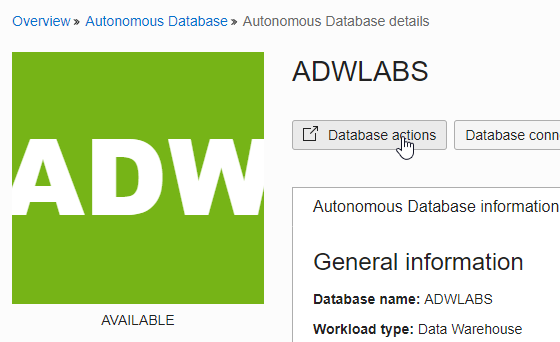 Overview » Autonomous Database » Autonomous Database details
ADW
AVAILABLE
ADWLABS
Database actions
Database conn
Autonomous Database information
General information
Database name: ADWLABS
Workload type: Data Warehouse